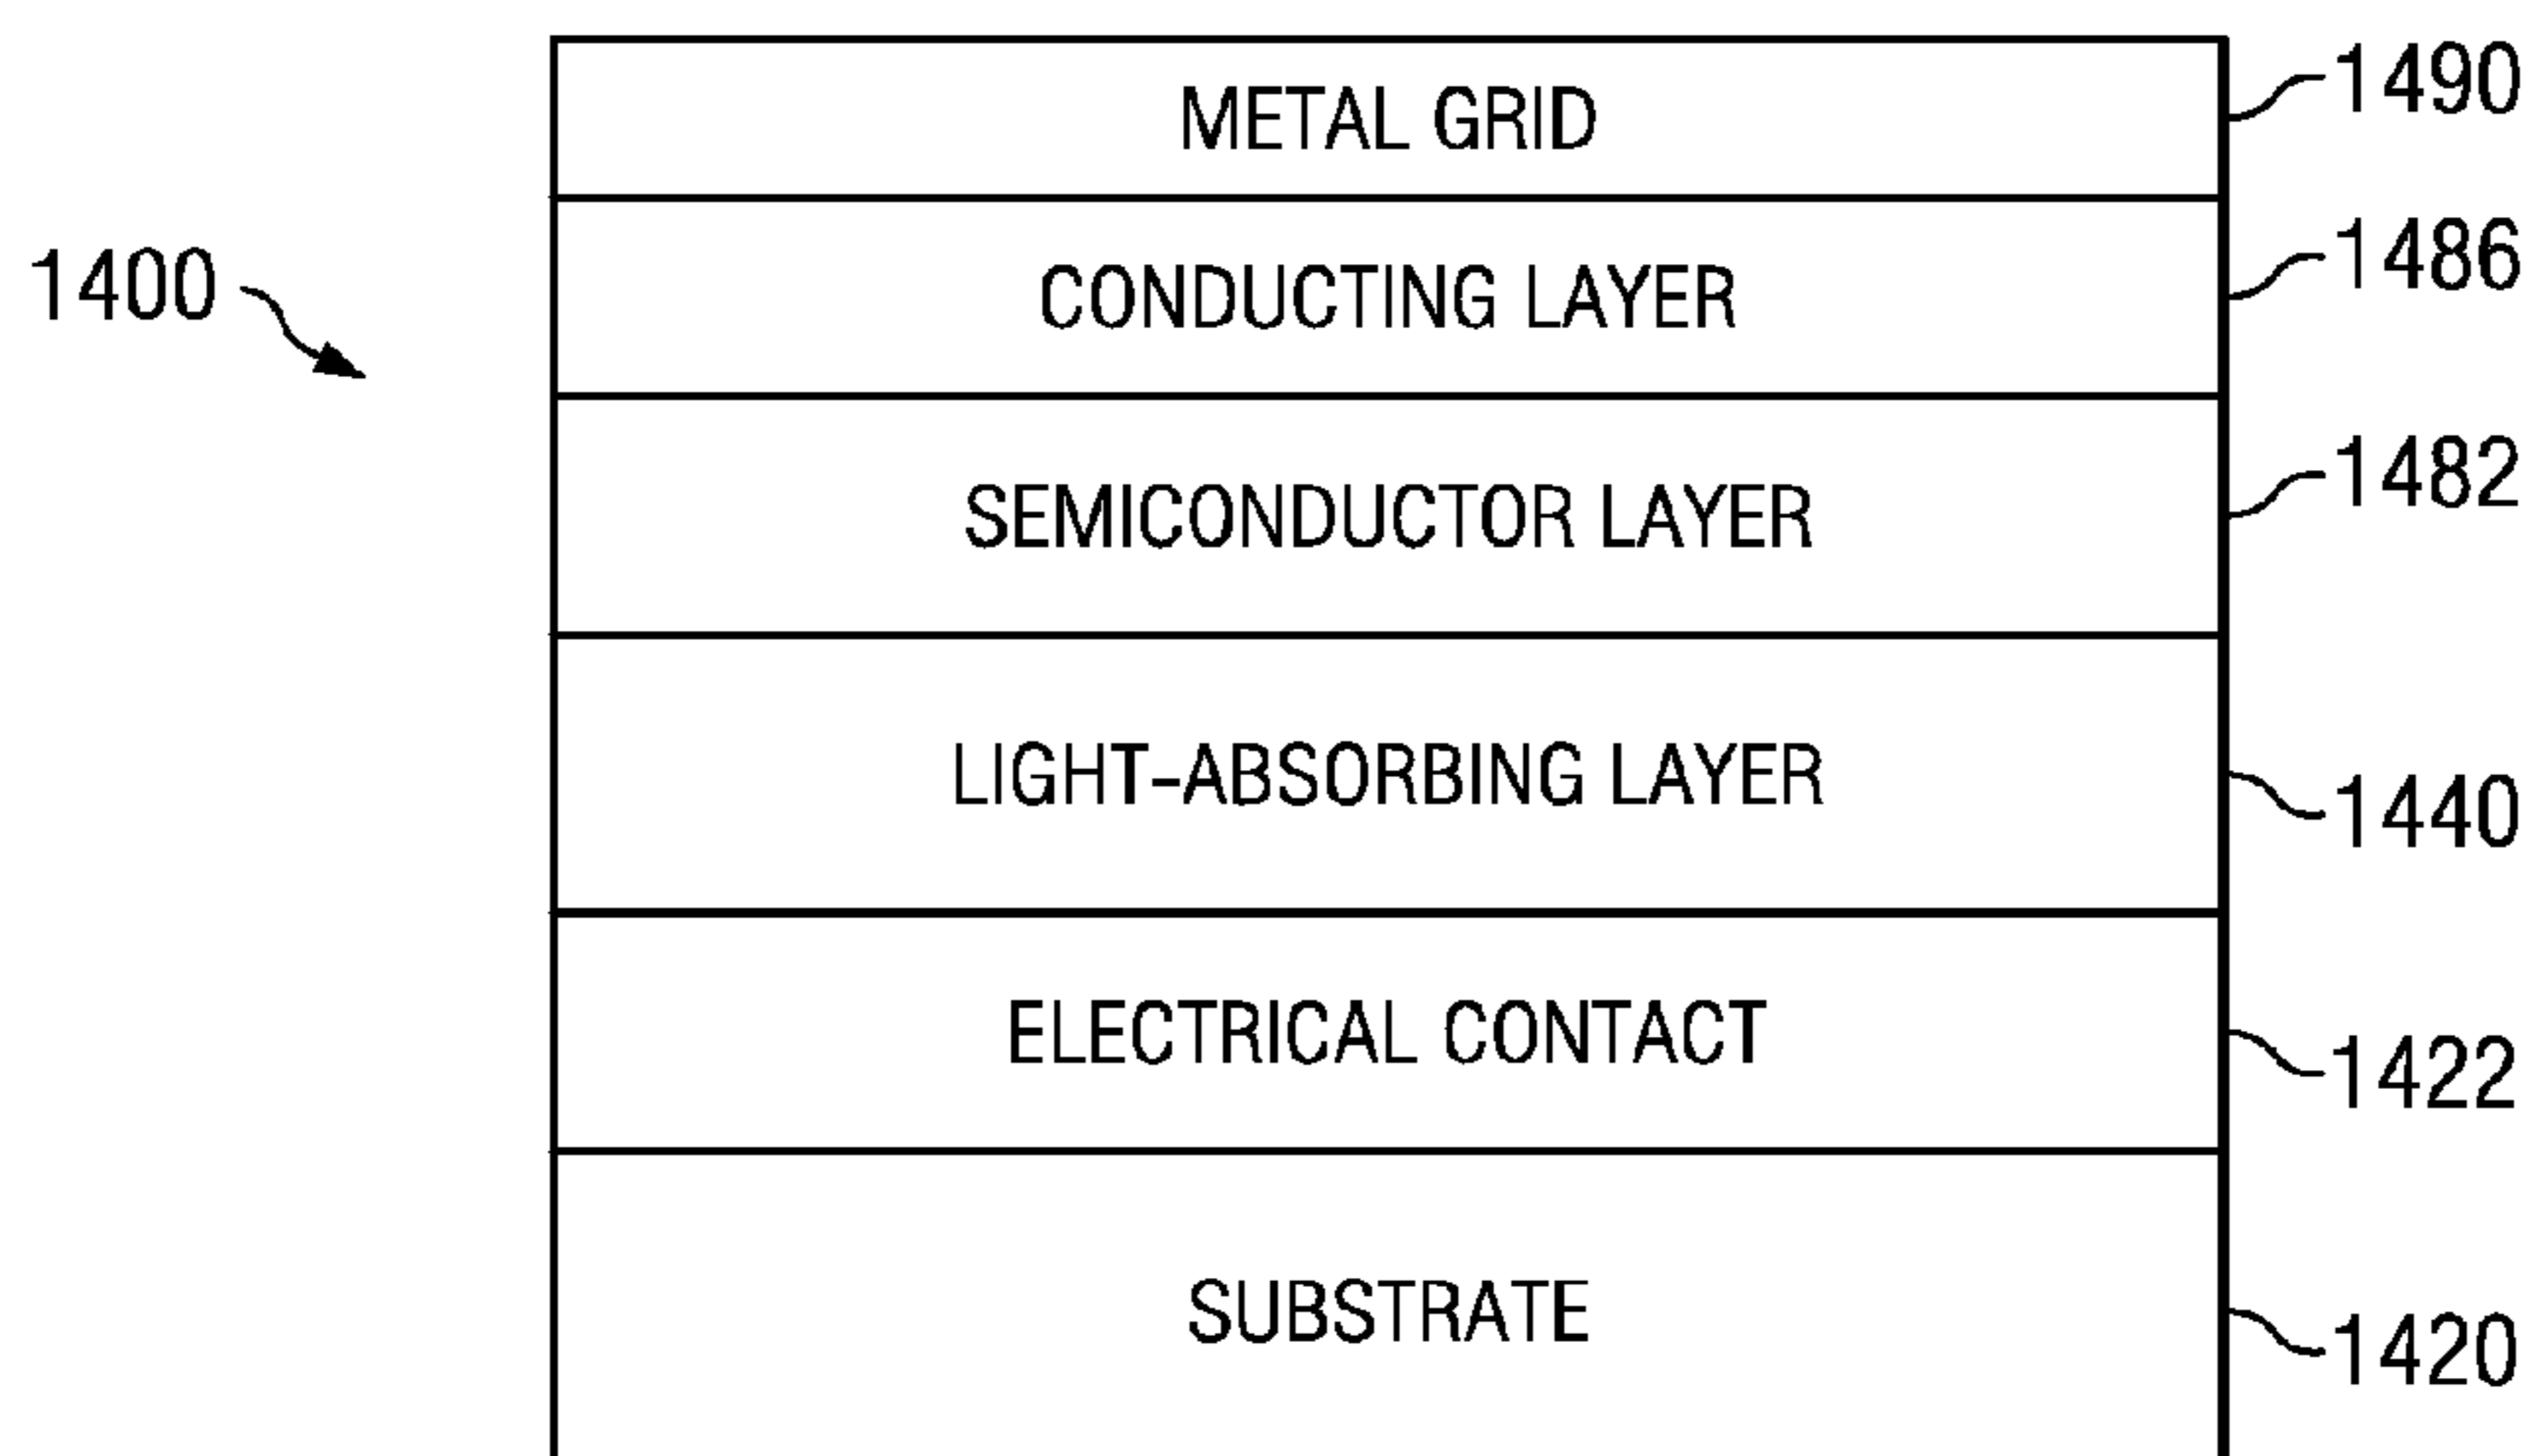 METAL GRID
1490
1400
CONDUCTING LAYER
1486
SEMICONDUCTOR LAYER
1482
LIGHT-ABSORBING LAYER
1440
ELECTRICAL CONTACT
1422
SUBSTRATE
1420